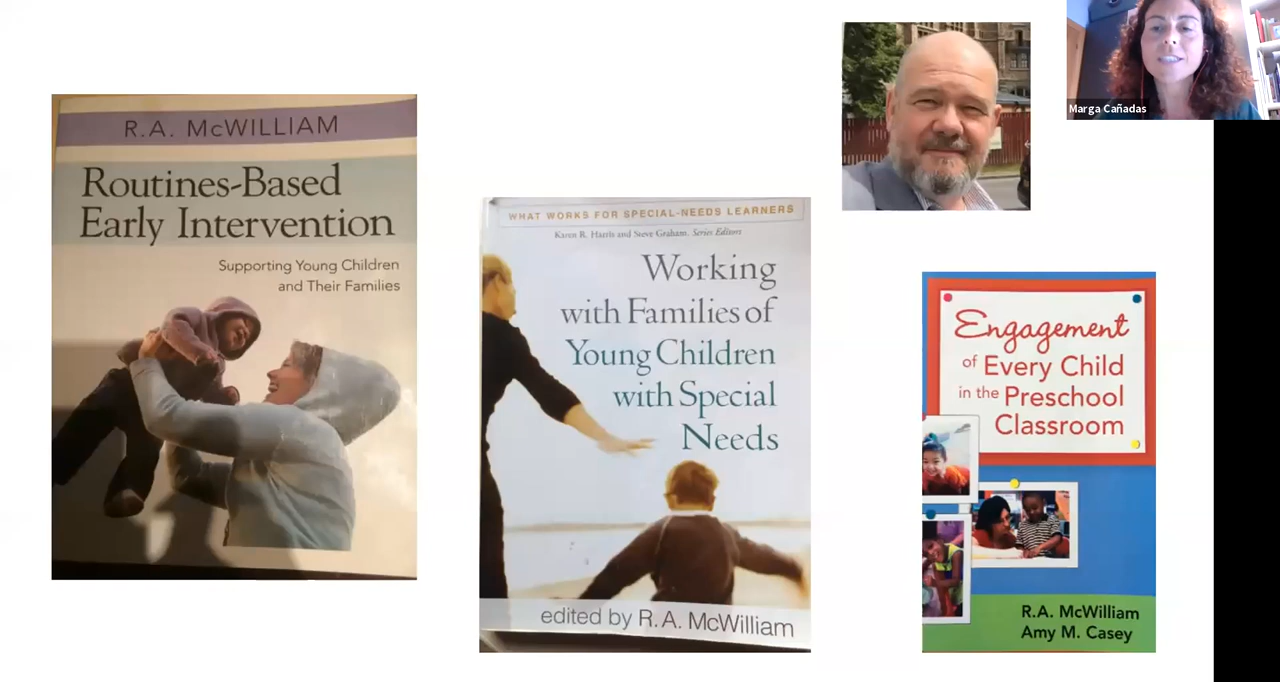 R.A. McWILLIAM
Routines-Based
Early Intervention
Supporting Young Children
and Their Families
WHAT WORKS FOR SPECIAL-NEEDS LEARNERS
Karen R. Harris and Steve Graham, Series Editors
Working
with Families of
Young Children
with Special
Needs
edited by R.A. McWilliam
Marga Cañadas
Engagement
of Every Child
in the Preschool
Classroom
R.A. McWilliam
Amy M. Casey